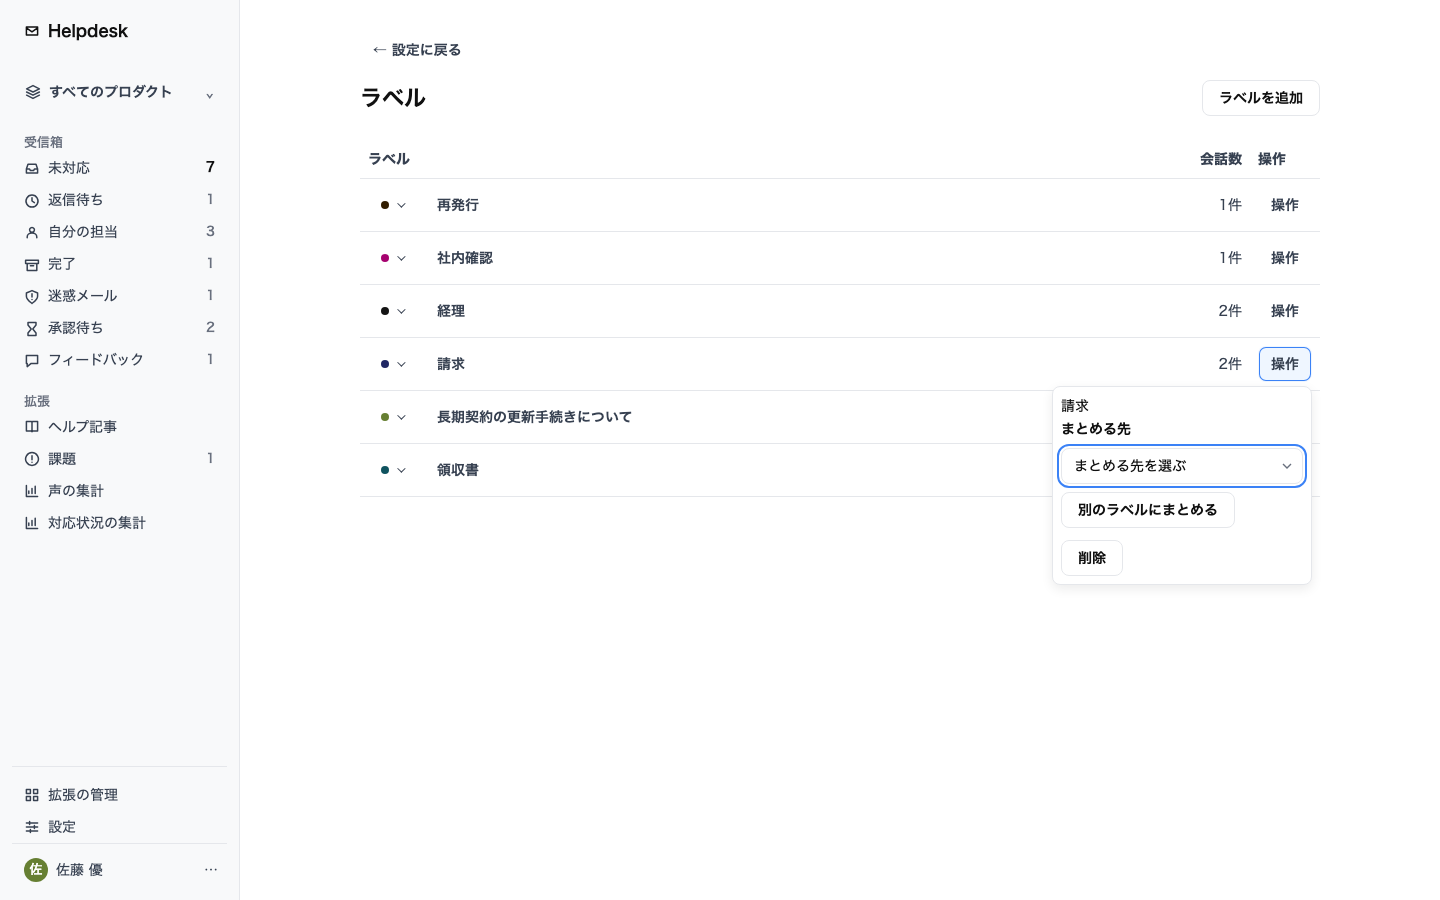 Helpdesk
すべてのプロダクト
受信箱
未対応 7
返信待ち 1
自分の担当 3
完了 1
迷惑メール 1
承認待ち 2
フィードバック 1
拡張
ヘルプ記事
課題 1
声の集計
対応状況の集計
拡張の管理
設定
佐 佐藤 優 …
← 設定に戻る
ラベル
ラベルを追加
ラベル 会話数 操作
再発行 1件 操作
社内確認 1件 操作
経理 2件 操作
請求 2件 操作
長期契約の更新手続きについて
領収書
請求
まとめる先
まとめる先を選ぶ
別のラベルにまとめる
削除